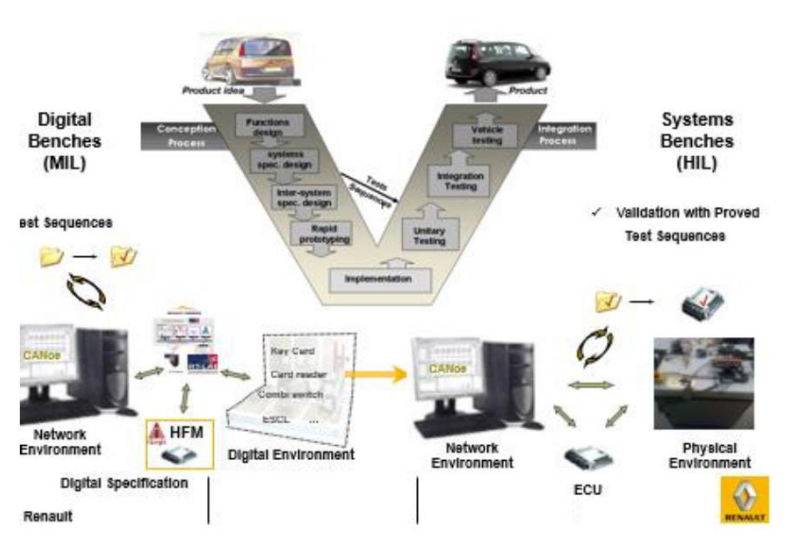 Product idea
Product
Digital
Benches
(MIL)
Systems
Benches
(HIL)
Conception
Process
Integration
Process
Functions
design
systems
spec. design
Inter-system
spec. design
Rapid
prototyping
Implementation
Tests
Sequences
Vehicle
testing
Integration
Testing
Unitary
Testing
est Sequences
✓ Validation with Proved
Test Sequences
CANoe
Key Card
Card reader
Combi switch
ESCL ...
CANoe
HFM
Network
Environment
Digital Environment
Network
Environment
Physical
Environment
Digital Specification
ECU
Renault
RENAULT